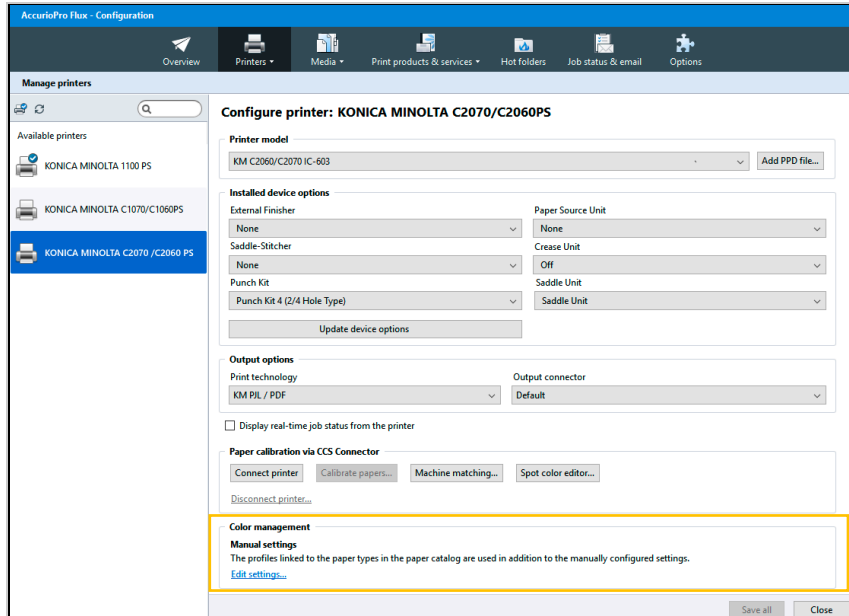 AccurioPro Flux - Configuration
Overview
Printers
Media
Print products & services
Hot folders
Job status & email
Options
Manage printers
Available printers
KONICA MINOLTA 1100 PS
KONICA MINOLTA C1070/C1060PS
KONICA MINOLTA C2070 /C2060 PS
Configure printer: KONICA MINOLTA C2070/C2060PS
Printer model
KM C2060/C2070 IC-603
Add PPD file...
Installed device options
External Finisher
Paper Source Unit
None
None
Saddle-Stitcher
Crease Unit
None
Off
Punch Kit
Saddle Unit
Punch Kit 4 (2/4 Hole Type)
Saddle Unit
Update device options
Output options
Print technology
Output connector
KM PJL / PDF
Default
Display real-time job status from the printer
Paper calibration via CCS Connector
Connect printer
Calibrate papers...
Machine matching...
Spot color editor...
Disconnect printer...
Color management
Manual settings
The profiles linked to the paper types in the paper catalog are used in addition to the manually configured settings.
Edit settings...
Save all
Close